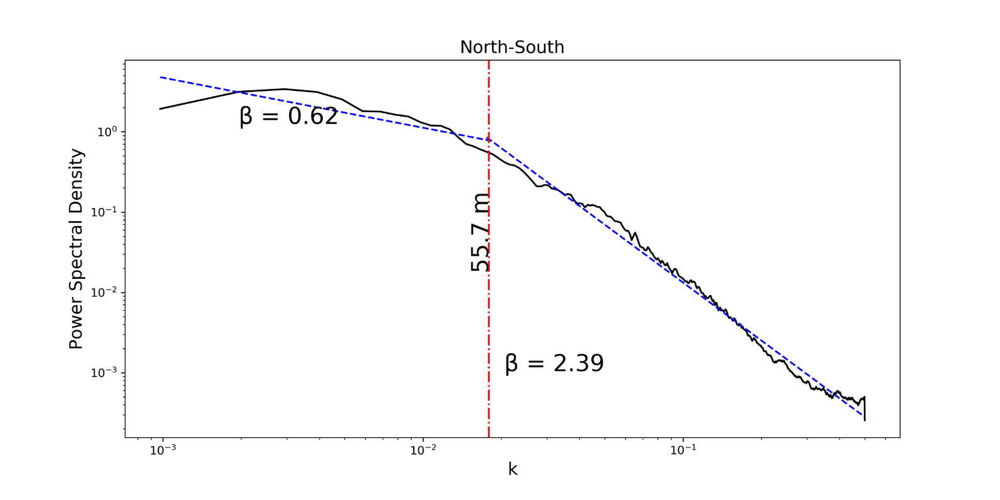 North-South
Power Spectral Density
10⁰
10⁻¹
10⁻²
10⁻³
β = 0.62
55.7 m
β = 2.39
10⁻³
10⁻²
10⁻¹
k